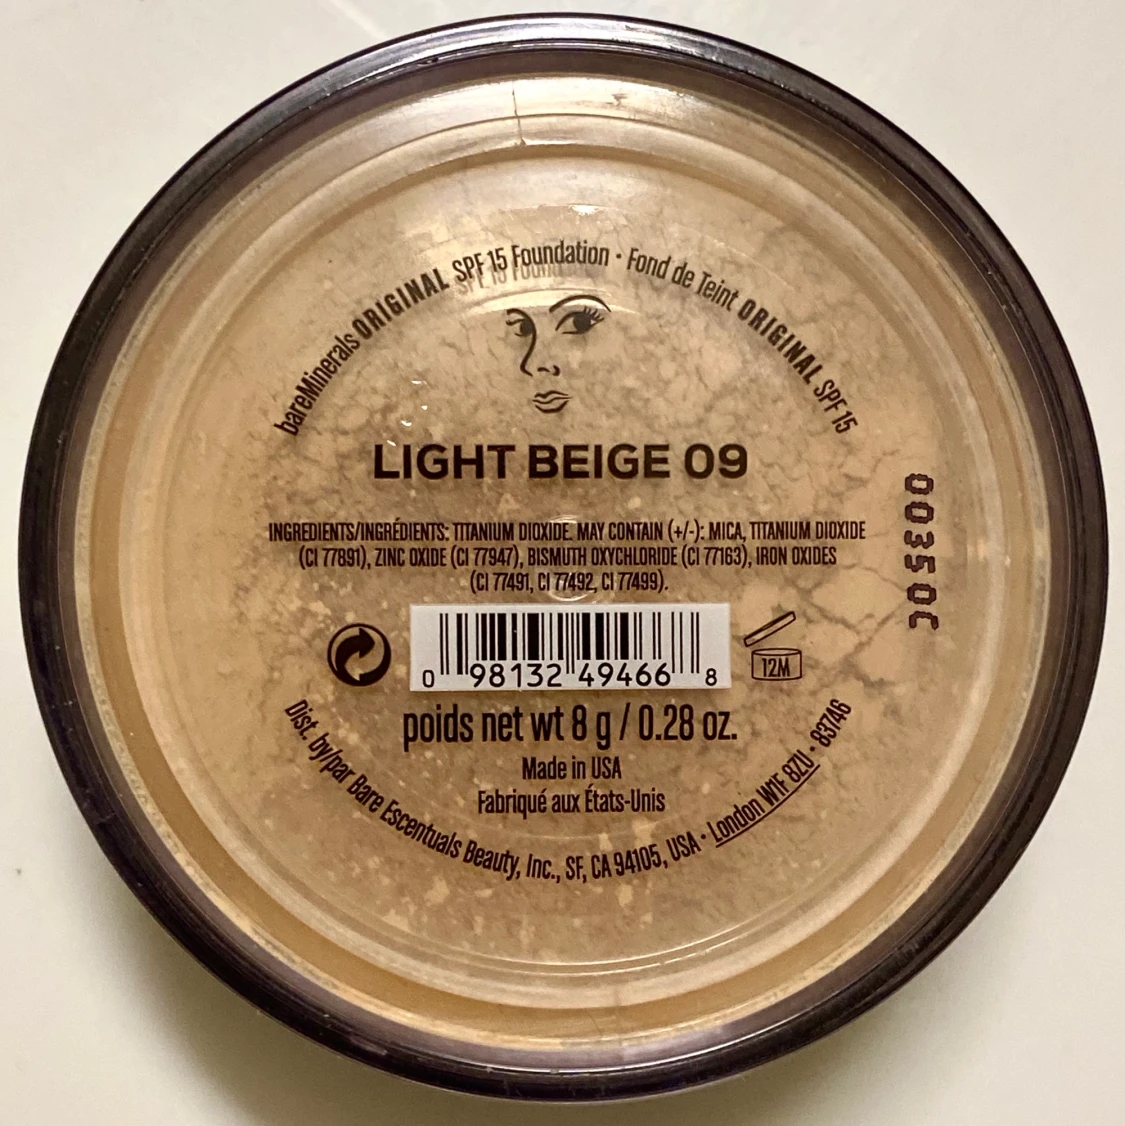 bareMinerals ORIGINAL SPF 15 Foundation · Fond de Teint ORIGINAL SPF 15
LIGHT BEIGE 09
INGREDIENTS/INGRÉDIENTS: TITANIUM DIOXIDE. MAY CONTAIN (+/-): MICA, TITANIUM DIOXIDE
(CI 77891), ZINC OXIDE (CI 77947), BISMUTH OXYCHLORIDE (CI 77163), IRON OXIDES
(CI 77491, CI 77492, CI 77499).
0035OC
0 98132 49466 8
12M
poids net wt 8 g / 0.28 oz.
Made in USA
Fabriqué aux États-Unis
Dist. by/par Bare Escentuals Beauty, Inc., SF, CA 94105, USA · London W1F 8ZU · 83746